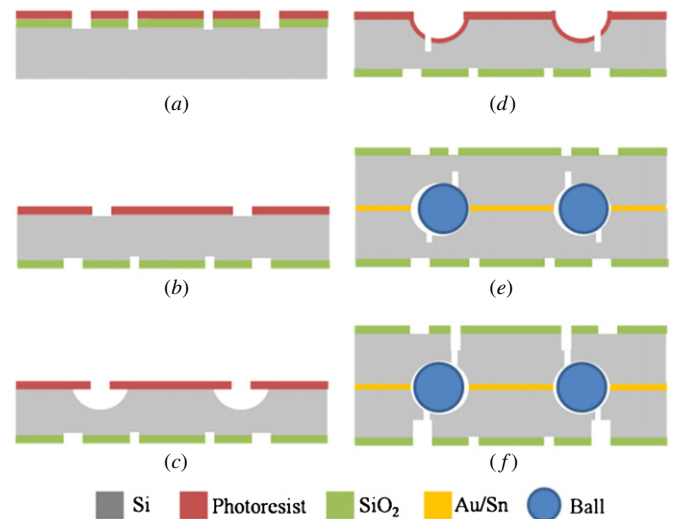 (a)
(d)
(b)
(e)
(c)
(f)
Si Photoresist SiO₂ Au/Sn Ball